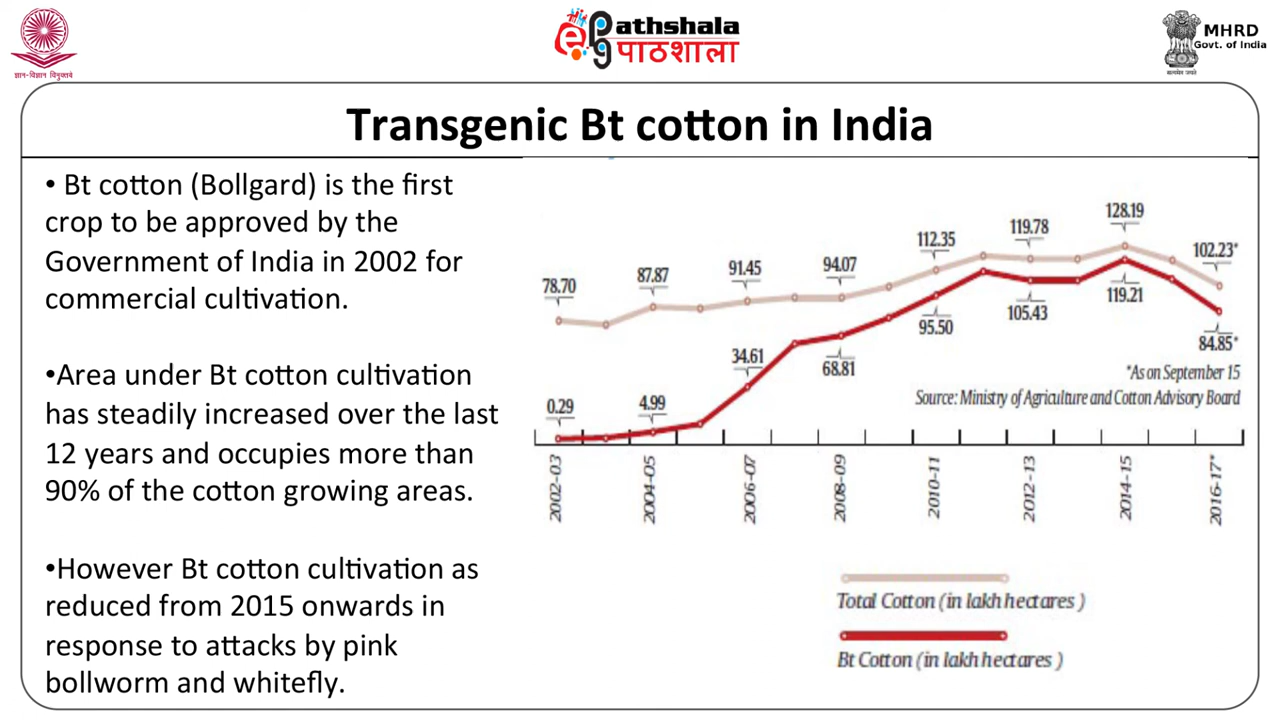 ज्ञान-विज्ञान विमुक्तये
ePathshala
पाठशाला
सत्यमेव जयते
MHRD
Govt. of India
Transgenic Bt cotton in India
• Bt cotton (Bollgard) is the first
crop to be approved by the
Government of India in 2002 for
commercial cultivation.
•Area under Bt cotton cultivation
has steadily increased over the last
12 years and occupies more than
90% of the cotton growing areas.
•However Bt cotton cultivation as
reduced from 2015 onwards in
response to attacks by pink
bollworm and whitefly.
78.70 87.87 91.45 94.07 112.35 119.78 128.19 102.23*
0.29 4.99 34.61 68.81 95.50 105.43 119.21 84.85*
*As on September 15
Source: Ministry of Agriculture and Cotton Advisory Board
2002-03 2004-05 2006-07 2008-09 2010-11 2012-13 2014-15 2016-17*
Total Cotton (in lakh hectares )
Bt Cotton (in lakh hectares )